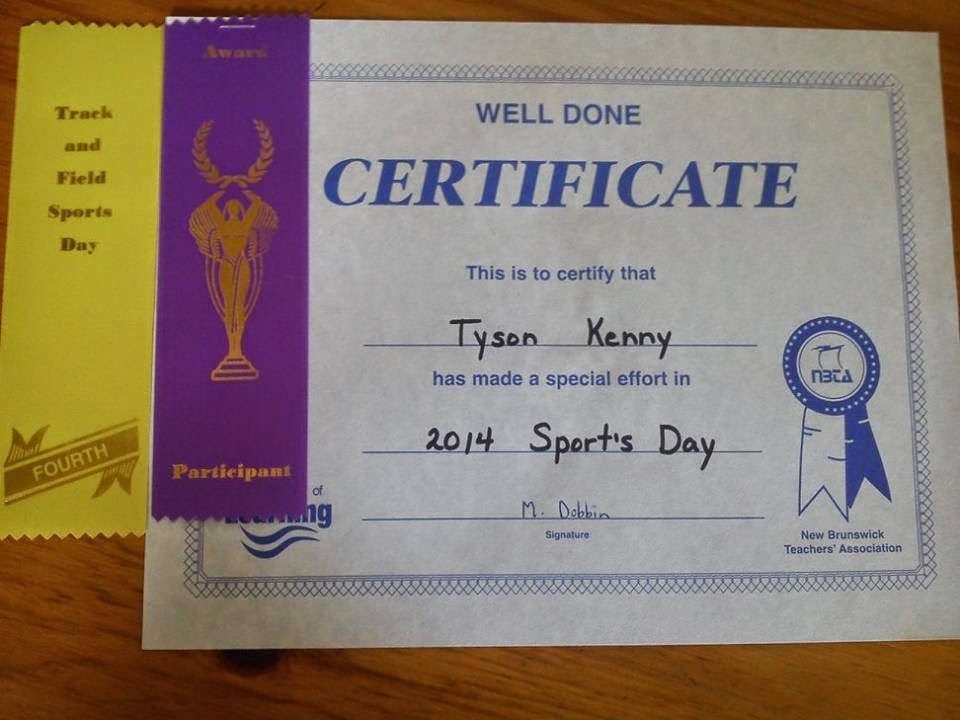 Track
and
Field
Sports
Day
FOURTH
Award
Participant
WELL DONE
CERTIFICATE
This is to certify that
Tyson Kenny
has made a special effort in
2014 Sport's Day
of
M. Dobbin
Signature
NBTA
New Brunswick
Teachers' Association